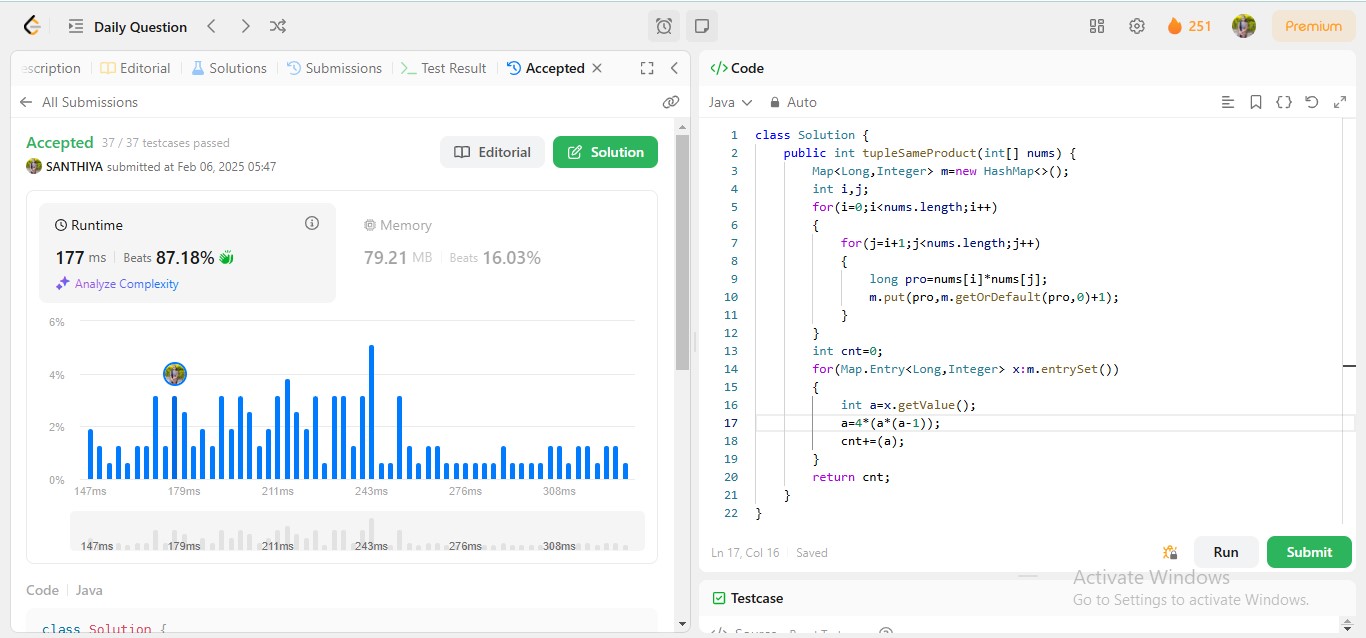 Daily Question
251
Premium
escription
Editorial
Solutions
Submissions
Test Result
Accepted
All Submissions
Accepted 37 / 37 testcases passed
SANTHIYA submitted at Feb 06, 2025 05:47
Editorial
Solution
Runtime
177 ms Beats 87.18%
Analyze Complexity
Memory
79.21 MB Beats 16.03%
6%
4%
2%
0%
147ms 179ms 211ms 243ms 276ms 308ms
147ms 179ms 211ms 243ms 276ms 308ms
Code Java
class Solution {
</> Code
Java Auto
1 class Solution {
2 public int tupleSameProduct(int[] nums) {
3 Map<Long,Integer> m=new HashMap<>();
4 int i,j;
5 for(i=0;i<nums.length;i++)
6 {
7 for(j=i+1;j<nums.length;j++)
8 {
9 long pro=nums[i]*nums[j];
10 m.put(pro,m.getOrDefault(pro,0)+1);
11 }
12 }
13 int cnt=0;
14 for(Map.Entry<Long,Integer> x:m.entrySet())
15 {
16 int a=x.getValue();
17 a=4*(a*(a-1));
18 cnt+=(a);
19 }
20 return cnt;
21 }
22 }
Ln 17, Col 16 Saved
Run
Submit
Activate Windows
Go to Settings to activate Windows.
Testcase